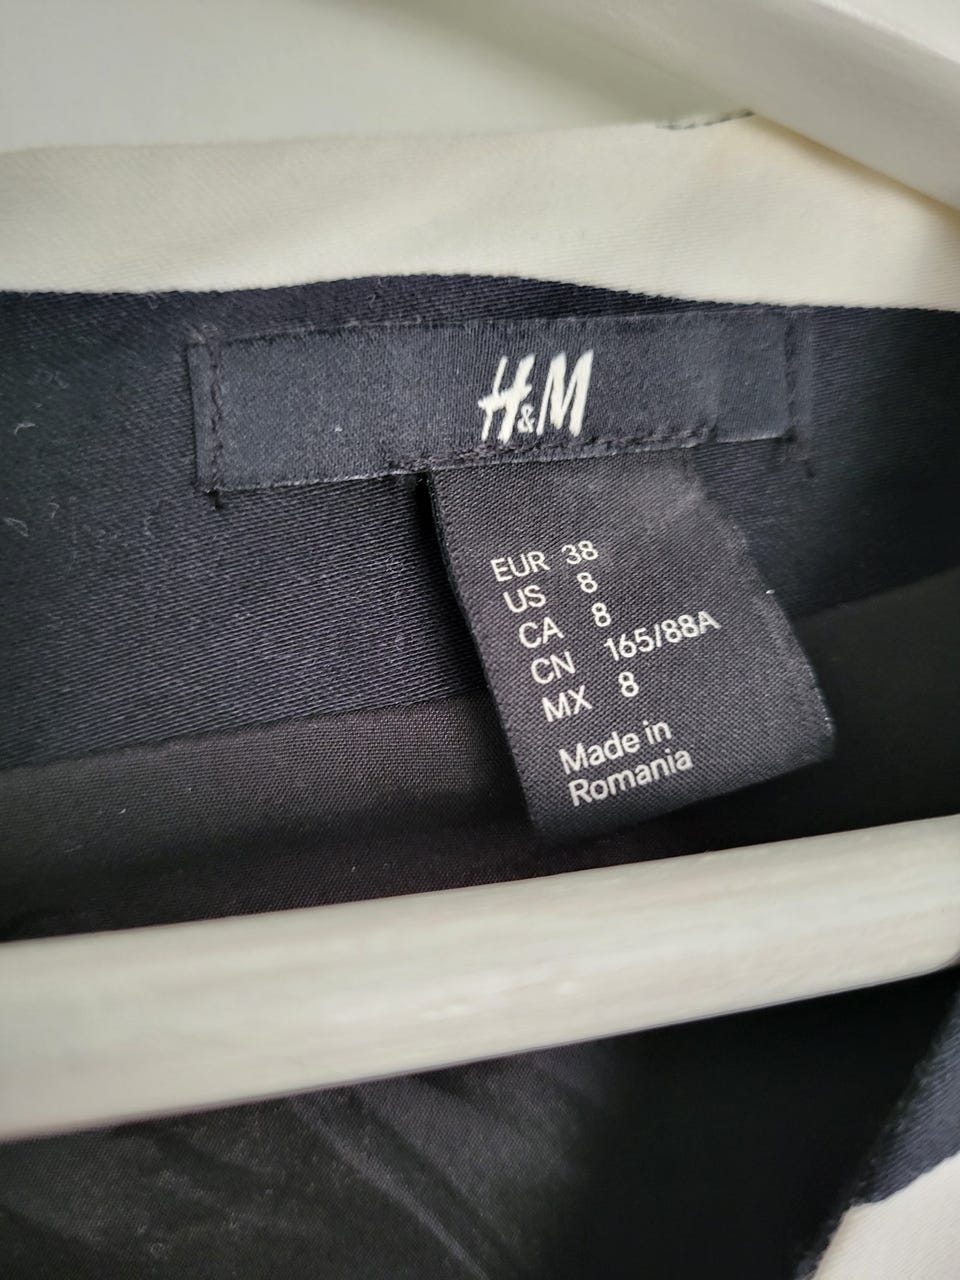 H&M
EUR 38
US 8
CA 8
CN 165/88A
MX 8
Made in
Romania